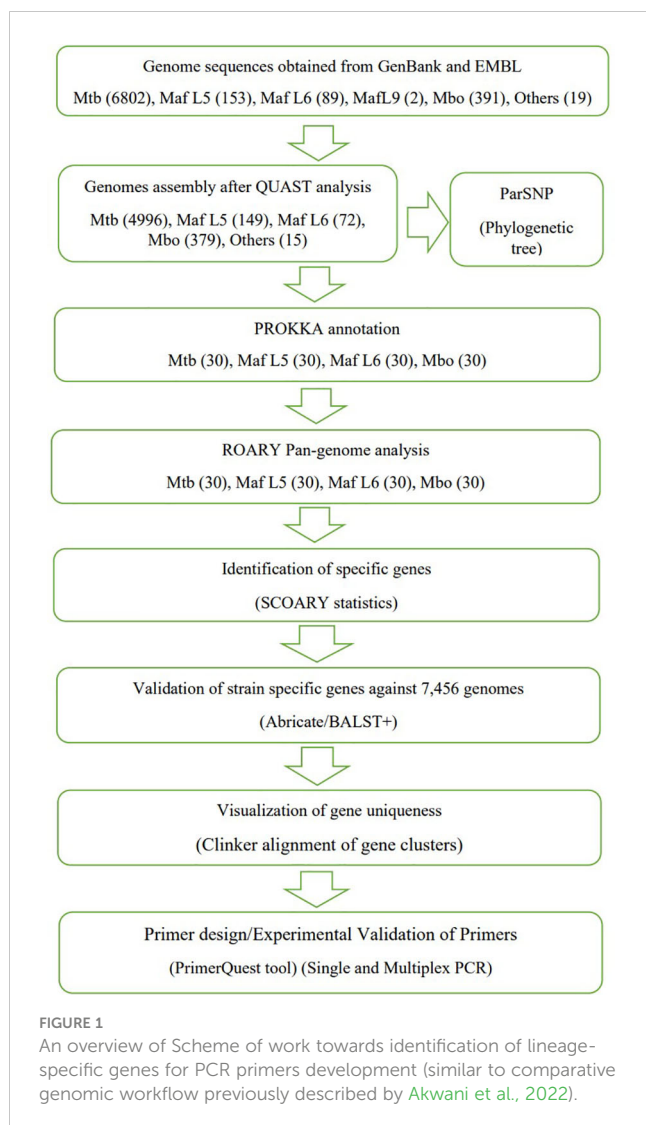 Genome sequences obtained from GenBank and EMBL
Mtb (6802), Maf L5 (153), Maf L6 (89), MafL9 (2), Mbo (391), Others (19)
Genomes assembly after QUAST analysis
Mtb (4996), Maf L5 (149), Maf L6 (72),
Mbo (379), Others (15)
ParSNP
(Phylogenetic
tree)
PROKKA annotation
Mtb (30), Maf L5 (30), Maf L6 (30), Mbo (30)
ROARY Pan-genome analysis
Mtb (30), Maf L5 (30), Maf L6 (30), Mbo (30)
Identification of specific genes
(SCOARY statistics)
Validation of strain specific genes against 7,456 genomes
(Abricate/BALST+)
Visualization of gene uniqueness
(Clinker alignment of gene clusters)
Primer design/Experimental Validation of Primers
(PrimerQuest tool) (Single and Multiplex PCR)
FIGURE 1
An overview of Scheme of work towards identification of lineage-
specific genes for PCR primers development (similar to comparative
genomic workflow previously described by Akwani et al., 2022).